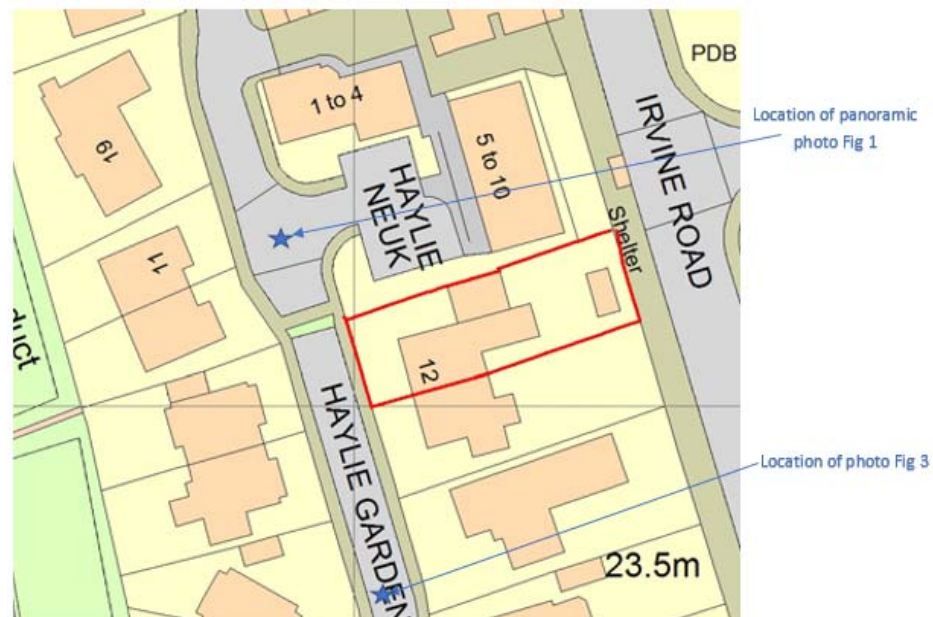 PDB
1 to 4
Location of panoramic
photo Fig 1
IRVINE ROAD
19
5 to 10
HAYLIE
NEUK
Shelter
11
duct
12
HAYLIE GARDEN
Location of photo Fig 3
23.5m